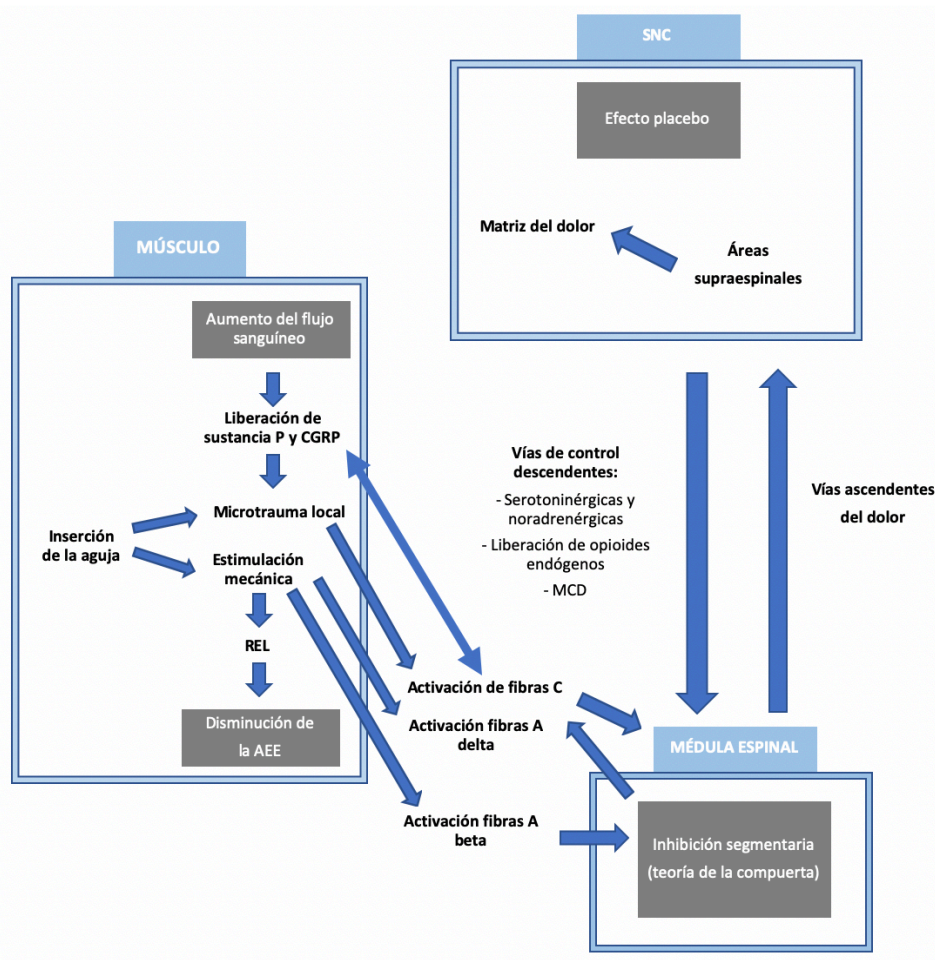 SNC
Efecto placebo
Matriz del dolor
Áreas
supraespinales
MÚSCULO
Aumento del flujo
sanguíneo
Liberación de
sustancia P y CGRP
Microtrauma local
Inserción
de la aguja
Estimulación
mecánica
REL
Disminución de
la AEE
Vías de control
descendentes:
- Serotoninérgicas y
noradrenérgicas
- Liberación de opioides
endógenos
- MCD
Vías ascendentes
del dolor
Activación de fibras C
Activación fibras A
delta
Activación fibras A
beta
MÉDULA ESPINAL
Inhibición segmentaria
(teoría de la compuerta)